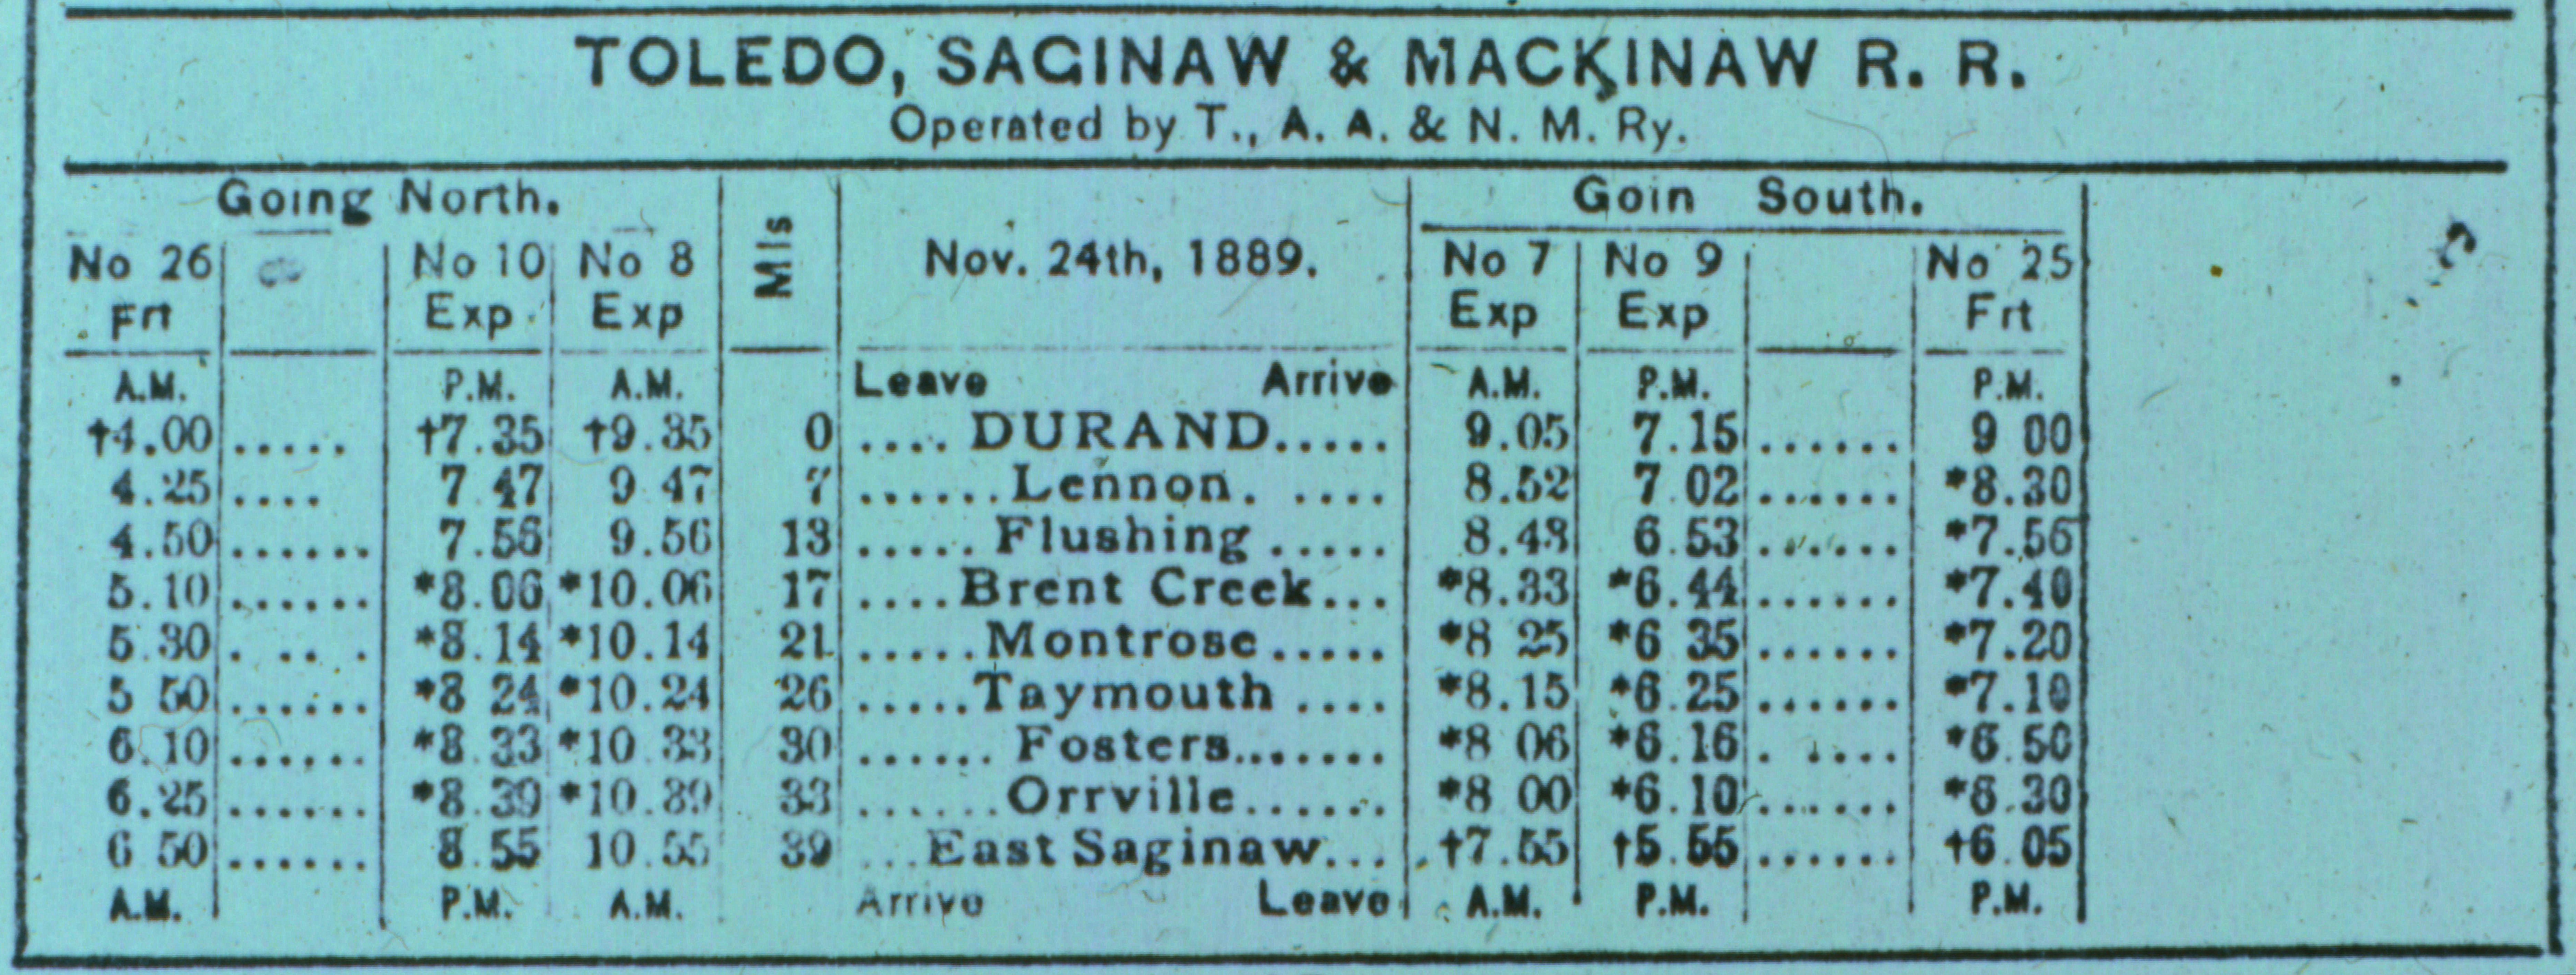 TOLEDO, SAGINAW & MACKINAW R. R.
Operated by T., A. A. & N. M. Ry.
Going North. Mls Nov. 24th, 1889. Goin South.
No 26 No 10 No 8 No 7 No 9 No 25
Frt Exp Exp Exp Exp Frt
A.M. P.M. A.M. Leave Arrive A.M. P.M. P.M.
†4.00 ..... †7.35 †9.35 0 .... DURAND..... 9.05 7.15 ...... 9 00
4.25 .... 7 47 9 47 7 ......Lennon. .... 8.52 7 02 ...... *8.30
4.50 ...... 7.56 9.56 13 ..... Flushing ..... 8.43 6 53 ...... *7.56
5.10 ...... *8.06 *10.06 17 ....Brent Creek... *8.33 *6.44 ...... *7.40
5.30 . .. . *8.14 *10.14 21 .....Montrose..... *8 25 *6 35 ...... *7.20
5 50 ...... *8 24 *10.24 26 .....Taymouth .... *8.15 *6.25 ...... *7.10
6.10 ...... *8.33 *10 33 30 ...... Fosters....... *8 06 *6.16 . .... *6.50
6.25 ...... *8.39 *10.39 33 ......Orrville...... *8 00 *6.10 ...... *6.30
6 50 ...... 8.55 10.55 39 ...East Saginaw... †7.55 †5.55 ...... †6.05
A.M. P.M. A.M. Arrive Leave A.M. P.M. P.M.